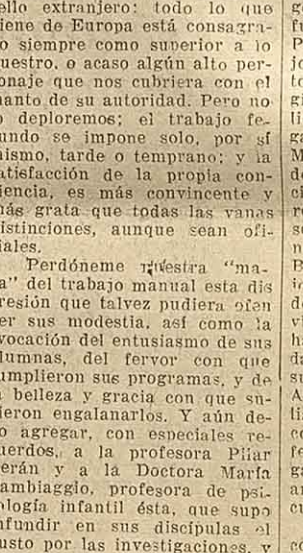 ello extranjero: todo lo que
iene de Europa está consagra-
o siempre como superior a lo
uestro, o acaso algún alto per-
onaje que nos cubriera con el
anto de su autoridad. Pero no
o deploremos; el trabajo fe-
undo se impone solo, por sí
ismo, tarde o temprano; y la
atisfacción de la propia con-
iencia, es más convincente y
más grata que todas las vanas
istinciones, aunque sean ofi-
iales.
Perdóneme nuestra "ma-
a" del trabajo manual esta dis
resión que talvez pudiera ofen
er sus modestia, así como la
vocación del entusiasmo de sus
lumnas, del fervor con que
umplieron sus programas, y de
a belleza y gracia con que su-
ieron engalanarlos. Y aún de-
o agregar, con especiales re-
uerdos, a la profesora Pilar
erán y a la Doctora María
ambiaggio, profesora de psi-
ología infantil ésta, que supo
nfundir en sus discípulas el
usto por las investigaciones, y